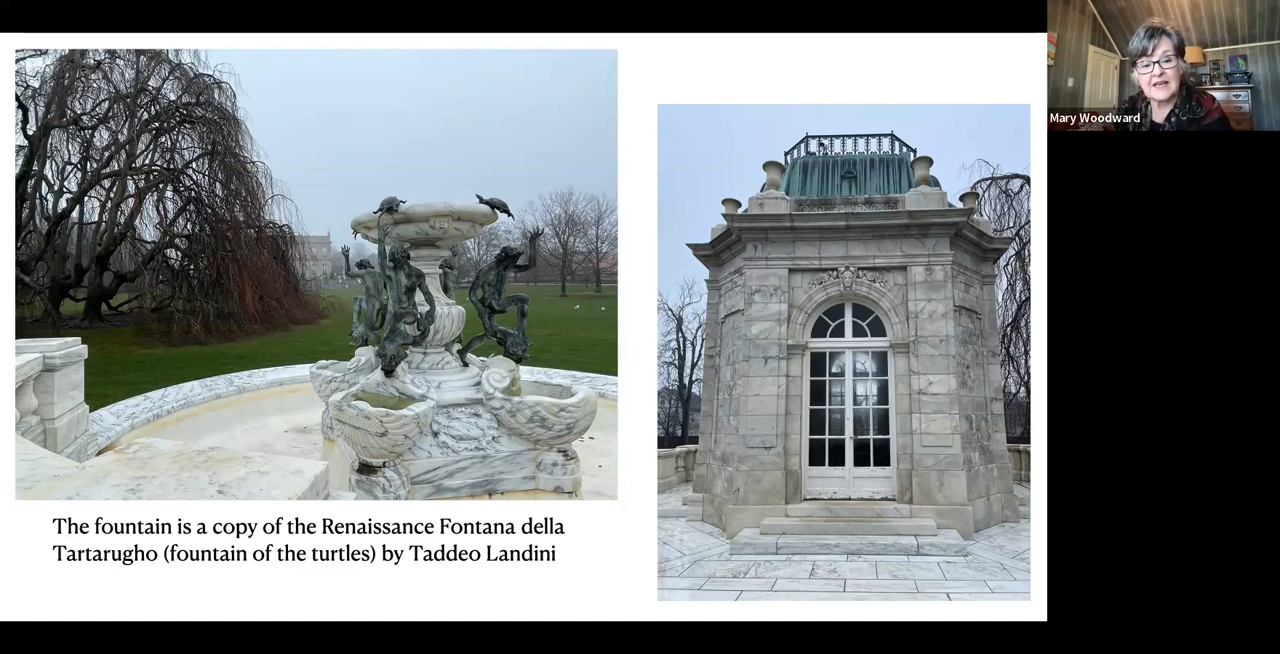 Mary Woodward
The fountain is a copy of the Renaissance Fontana della
Tartarugho (fountain of the turtles) by Taddeo Landini